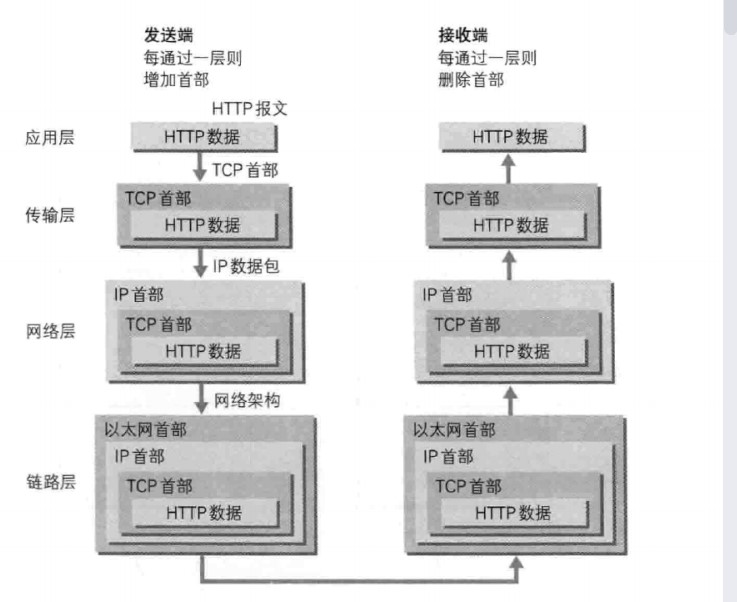 发送端
每通过一层则
增加首部
接收端
每通过一层则
删除首部
HTTP 报文
应用层
HTTP 数据
HTTP 数据
TCP 首部
传输层
TCP 首部
HTTP 数据
TCP 首部
HTTP 数据
IP 数据包
网络层
IP 首部
TCP 首部
HTTP 数据
IP 首部
TCP 首部
HTTP 数据
网络架构
链路层
以太网首部
IP 首部
TCP 首部
HTTP 数据
以太网首部
IP 首部
TCP 首部
HTTP 数据